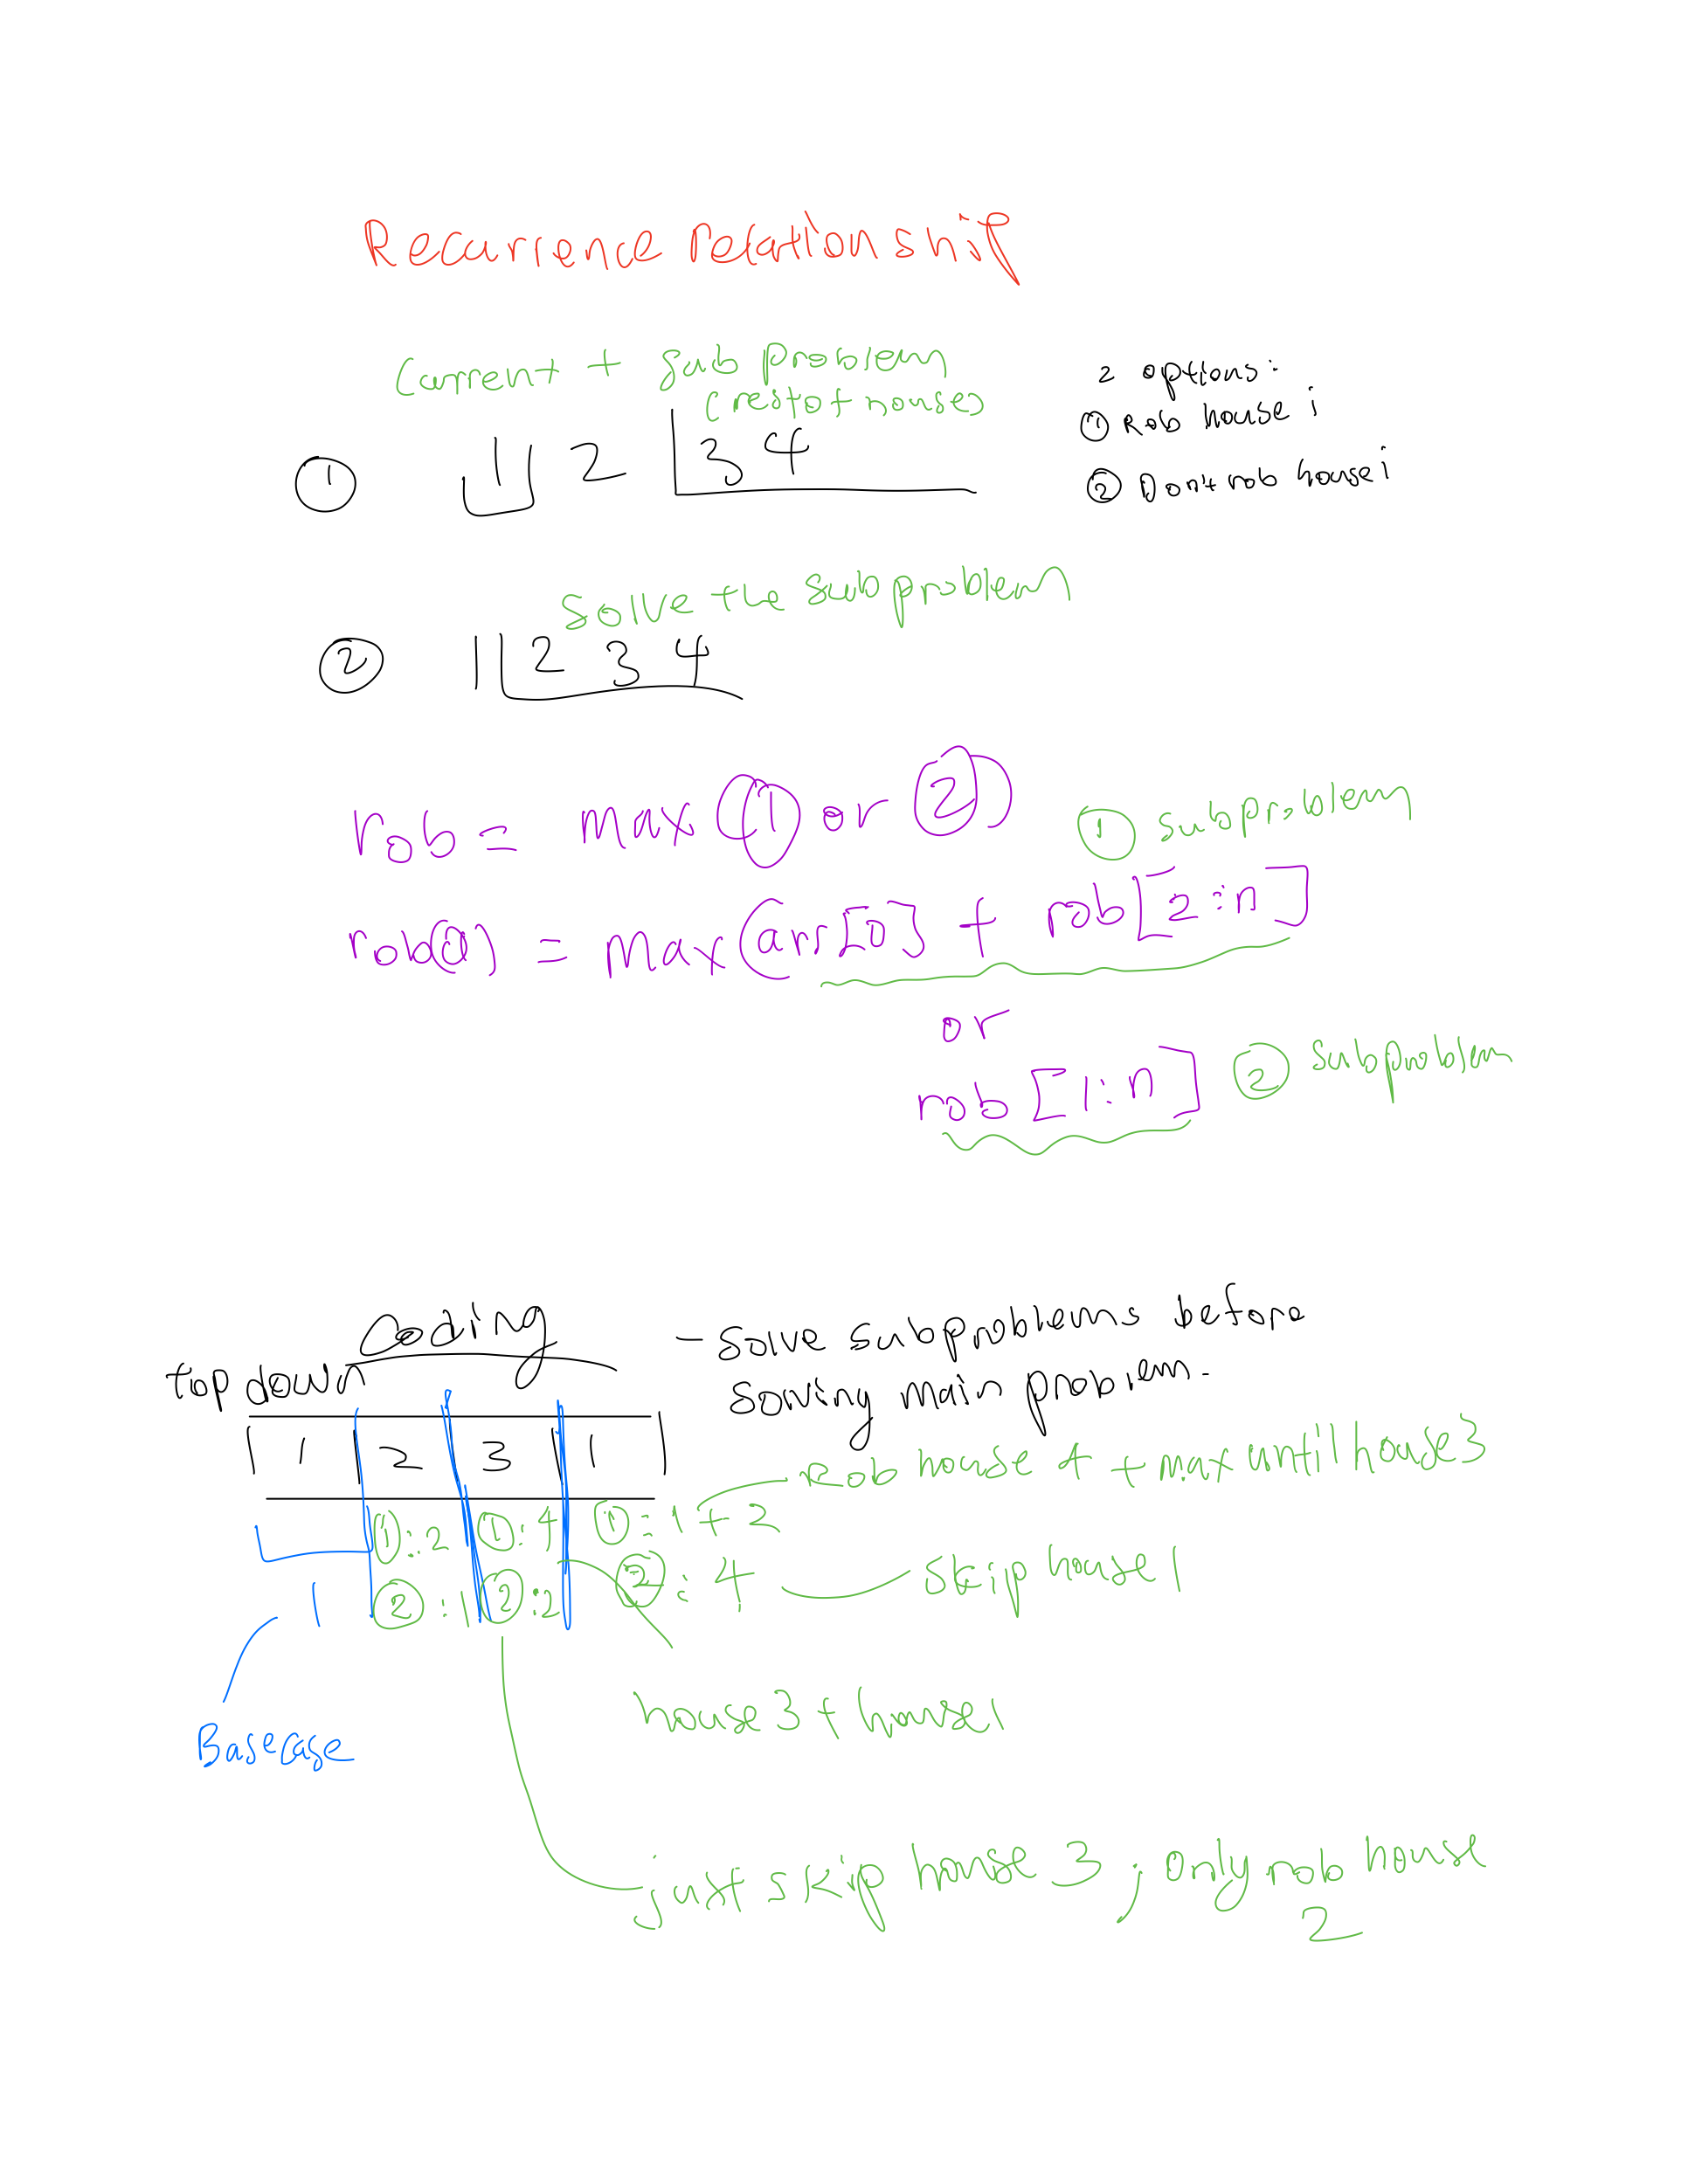 Recurrence relationship
Current + sub problem
(rest of houses
2 options:
① Rob house i
② Don't rob house i
① 1 2 3 4
solve the subproblem
② 1 2 3 4
rob = max (① or ②)
① subproblem
rob(0) = max(arr[0] + rob[2:n]
or
rob [1:n] ② subproblem
Coding
top down
- solve subproblems before
solving main problem.
1 2 3 1
Rob house 4 + max until house 3
①:2 ①:4 ①:1+2
②:1 ②:2 ②:4
skip house 1
1
house 3 + house 1
Base case
just skip house 3; only rob house
2